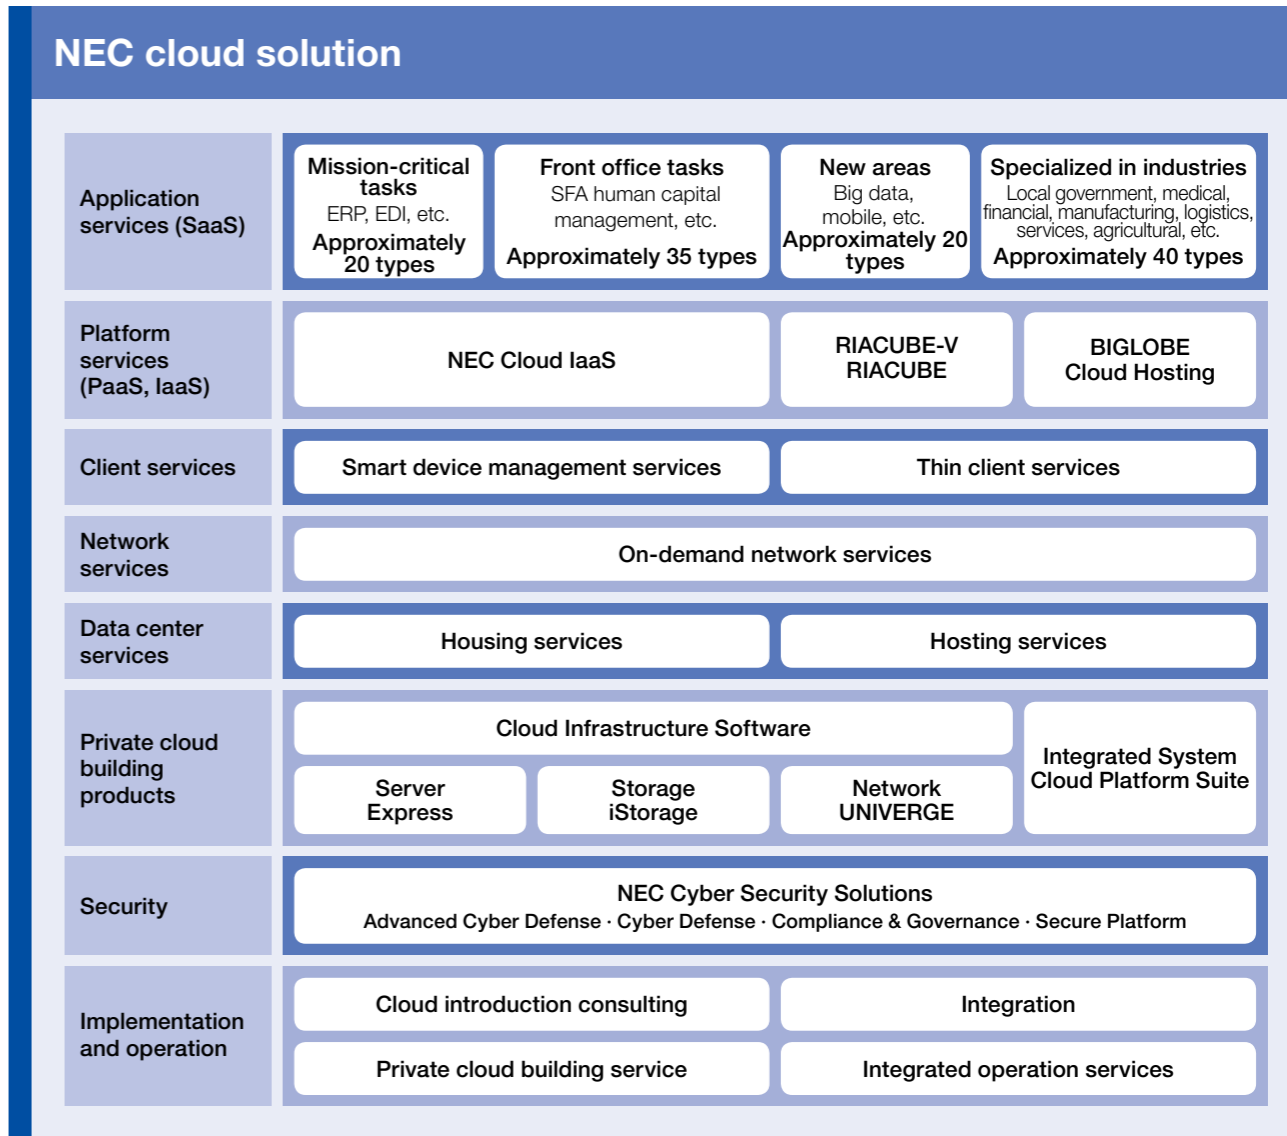 NEC cloud solution
Application
services (SaaS)
Mission-critical
tasks
ERP, EDI, etc.
Approximately
20 types
Front office tasks
SFA human capital
management, etc.
Approximately 35 types
New areas
Big data,
mobile, etc.
Approximately 20
types
Specialized in industries
Local government, medical,
financial, manufacturing, logistics,
services, agricultural, etc.
Approximately 40 types
Platform
services
(PaaS, IaaS)
NEC Cloud IaaS
RIACUBE-V
RIACUBE
BIGLOBE
Cloud Hosting
Client services
Smart device management services
Thin client services
Network
services
On-demand network services
Data center
services
Housing services
Hosting services
Private cloud
building
products
Cloud Infrastructure Software
Server
Express
Storage
iStorage
Network
UNIVERGE
Integrated System
Cloud Platform Suite
Security
NEC Cyber Security Solutions
Advanced Cyber Defense · Cyber Defense · Compliance & Governance · Secure Platform
Implementation
and operation
Cloud introduction consulting
Integration
Private cloud building service
Integrated operation services